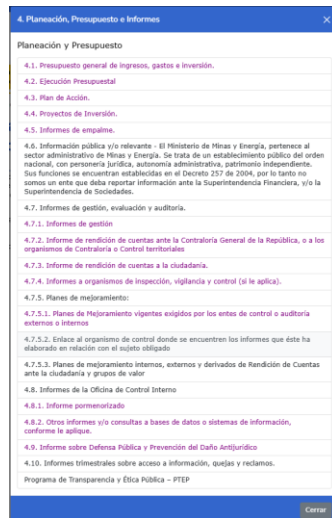 4. Planeación, Presupuesto e Informes
Planeación y Presupuesto
4.1. Presupuesto general de ingresos, gastos e inversión.
4.2. Ejecución Presupuestal
4.3. Plan de Acción.
4.4. Proyectos de Inversión.
4.5. Informes de empalme.
4.6. Información pública y/o relevante - El Ministerio de Minas y Energía, pertenece al
sector administrativo de Minas y Energía. Se trata de un establecimiento público del orden
nacional, con personería jurídica, autonomía administrativa, patrimonio independiente.
Sus funciones se encuentran establecidas en el Decreto 257 de 2004, por lo tanto no
somos un ente que deba reportar información ante la Superintendencia Financiera, y/o la
Superintendencia de Sociedades.
4.7. Informes de gestión, evaluación y auditoría.
4.7.1. Informes de gestión
4.7.2. Informe de rendición de cuentas ante la Contraloría General de la República, o a los
organismos de Contraloría o Control territoriales
4.7.3. Informe de rendición de cuentas a la ciudadanía.
4.7.4. Informes a organismos de inspección, vigilancia y control (si le aplica).
4.7.5. Planes de mejoramiento:
4.7.5.1. Planes de Mejoramiento vigentes exigidos por los entes de control o auditoría
externos o internos
4.7.5.2. Enlace al organismo de control donde se encuentren los informes que éste ha
elaborado en relación con el sujeto obligado
4.7.5.3. Planes de mejoramiento internos, externos y derivados de Rendición de Cuentas
ante la ciudadanía y grupos de valor
4.8. Informes de la Oficina de Control Interno
4.8.1. Informe pormenorizado
4.8.2. Otros informes y/o consultas a bases de datos o sistemas de información,
conforme le aplique.
4.9. Informe sobre Defensa Pública y Prevención del Daño Antijurídico
4.10. Informes trimestrales sobre acceso a información, quejas y reclamos.
Programa de Transparencia y Ética Pública – PTEP
Cerrar